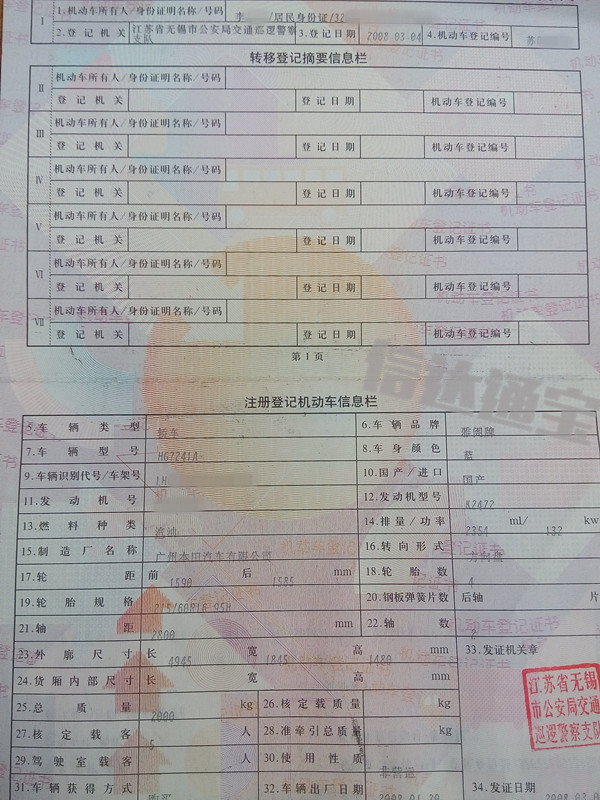 I 1.机动车所有人/身份证明名称/号码 李 /居民身份证/32
2.登记机关 江苏省无锡市公安局交通巡逻警察支队 3.登记日期 2008-03-04 4.机动车登记编号 苏
转移登记摘要信息栏
II 机动车所有人/身份证明名称/号码
登记机关 登记日期 机动车登记编号
III 机动车所有人/身份证明名称/号码
登记机关 登记日期 机动车登记编号
IV 机动车所有人/身份证明名称/号码
登记机关 登记日期 机动车登记编号
V 机动车所有人/身份证明名称/号码
登记机关 登记日期 机动车登记编号
VI 机动车所有人/身份证明名称/号码
登记机关 登记日期 机动车登记编号
VII 机动车所有人/身份证明名称/号码
登记机关 登记日期 机动车登记编号
第1页
信达通宝
注册登记机动车信息栏
5.车辆类型 轿车 6.车辆品牌 雅阁牌
7.车辆型号 HG7241A 8.车身颜色 蓝
9.车辆识别代号/车架号 LH 10.国产/进口 国产
11.发动机号 12.发动机型号 K24Z2
13.燃料种类 汽油 14.排量/功率 2354 ml/ 132 kw
15.制造厂名称 广州本田汽车有限公司 16.转向形式 方向盘
17.轮距 前 1590 后 1585 mm 18.轮胎数 4
19.轮胎规格 215/60R16 95H 20.钢板弹簧片数 后轴 片
21.轴距 2800 mm 22.轴数 2
23.外廓尺寸 长 4945 宽 1845 高 1480 mm 33.发证机关章
24.货厢内部尺寸 长 宽 高 mm
江苏省无锡
市公安局交通
巡逻警察支队
25.总质量 2000 kg 26.核定载质量 kg
27.核定载客 5 人 28.准牵引总质量 kg
29.驾驶室载客 人 30.使用性质 非营运
31.车辆获得方式 购买 32.车辆出厂日期 2008-01-20 34.发证日期